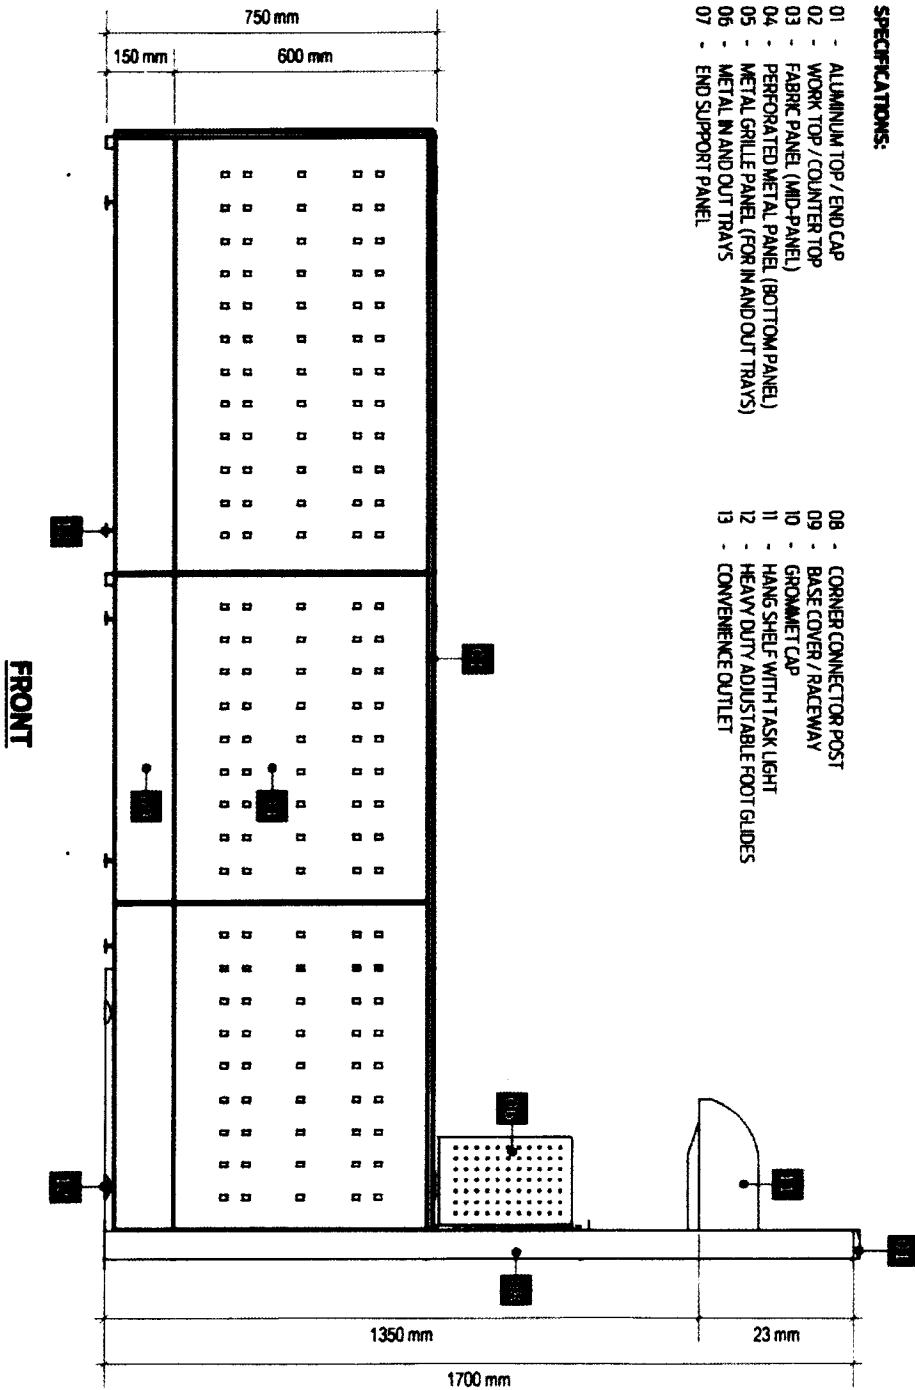 SPECIFICATIONS:
01 - ALUMINUM TOP / END CAP
02 - WORK TOP / COUNTER TOP
03 - FABRIC PANEL (MID-PANEL)
04 - PERFORATED METAL PANEL (BOTTOM PANEL)
05 - METAL GRILLE PANEL (FOR IN AND OUT TRAYS)
06 - METAL IN AND OUT TRAYS
07 - END SUPPORT PANEL
08 - CORNER CONNECTOR POST
09 - BASE COVER / RACEWAY
10 - GROMMET CAP
11 - HANG SHELF WITH TASK LIGHT
12 - HEAVY DUTY ADJUSTABLE FOOT GLIDES
13 - CONVENIENCE OUTLET
750 mm
150 mm
600 mm
1350 mm
23 mm
1700 mm
FRONT